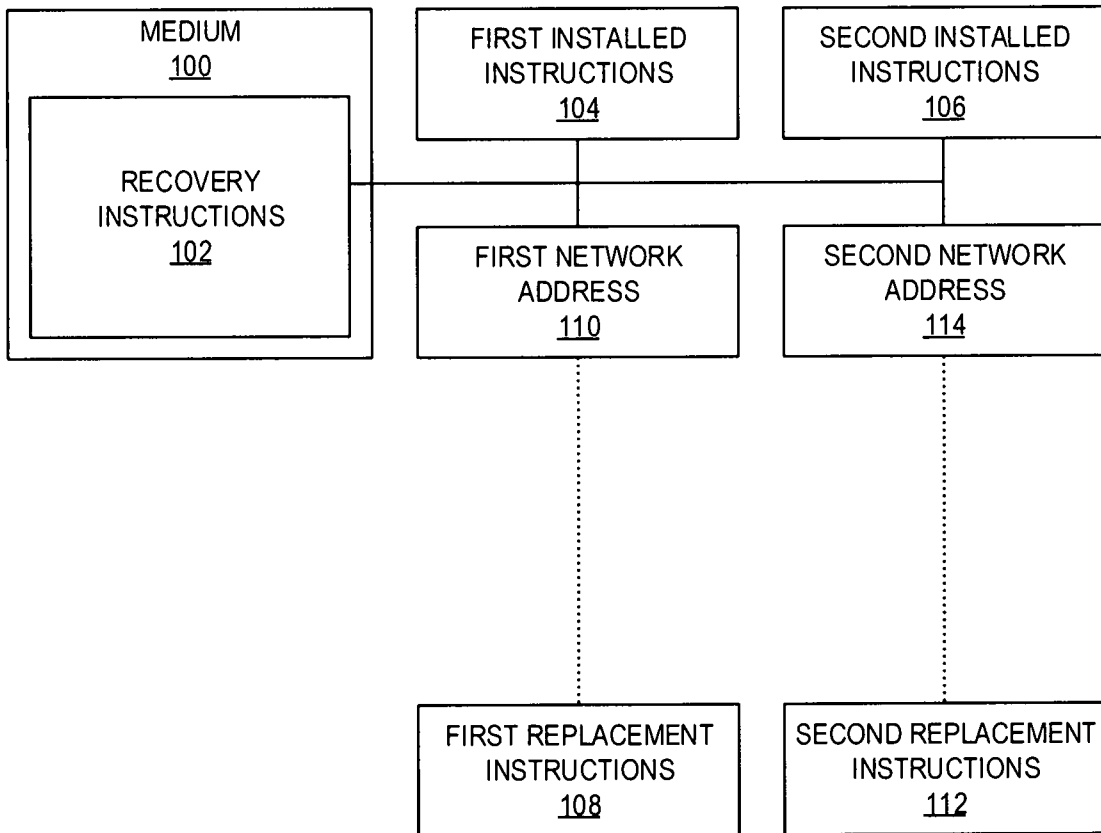 MEDIUM
100
RECOVERY
INSTRUCTIONS
102
FIRST INSTALLED
INSTRUCTIONS
104
SECOND INSTALLED
INSTRUCTIONS
106
FIRST NETWORK
ADDRESS
110
SECOND NETWORK
ADDRESS
114
FIRST REPLACEMENT
INSTRUCTIONS
108
SECOND REPLACEMENT
INSTRUCTIONS
112